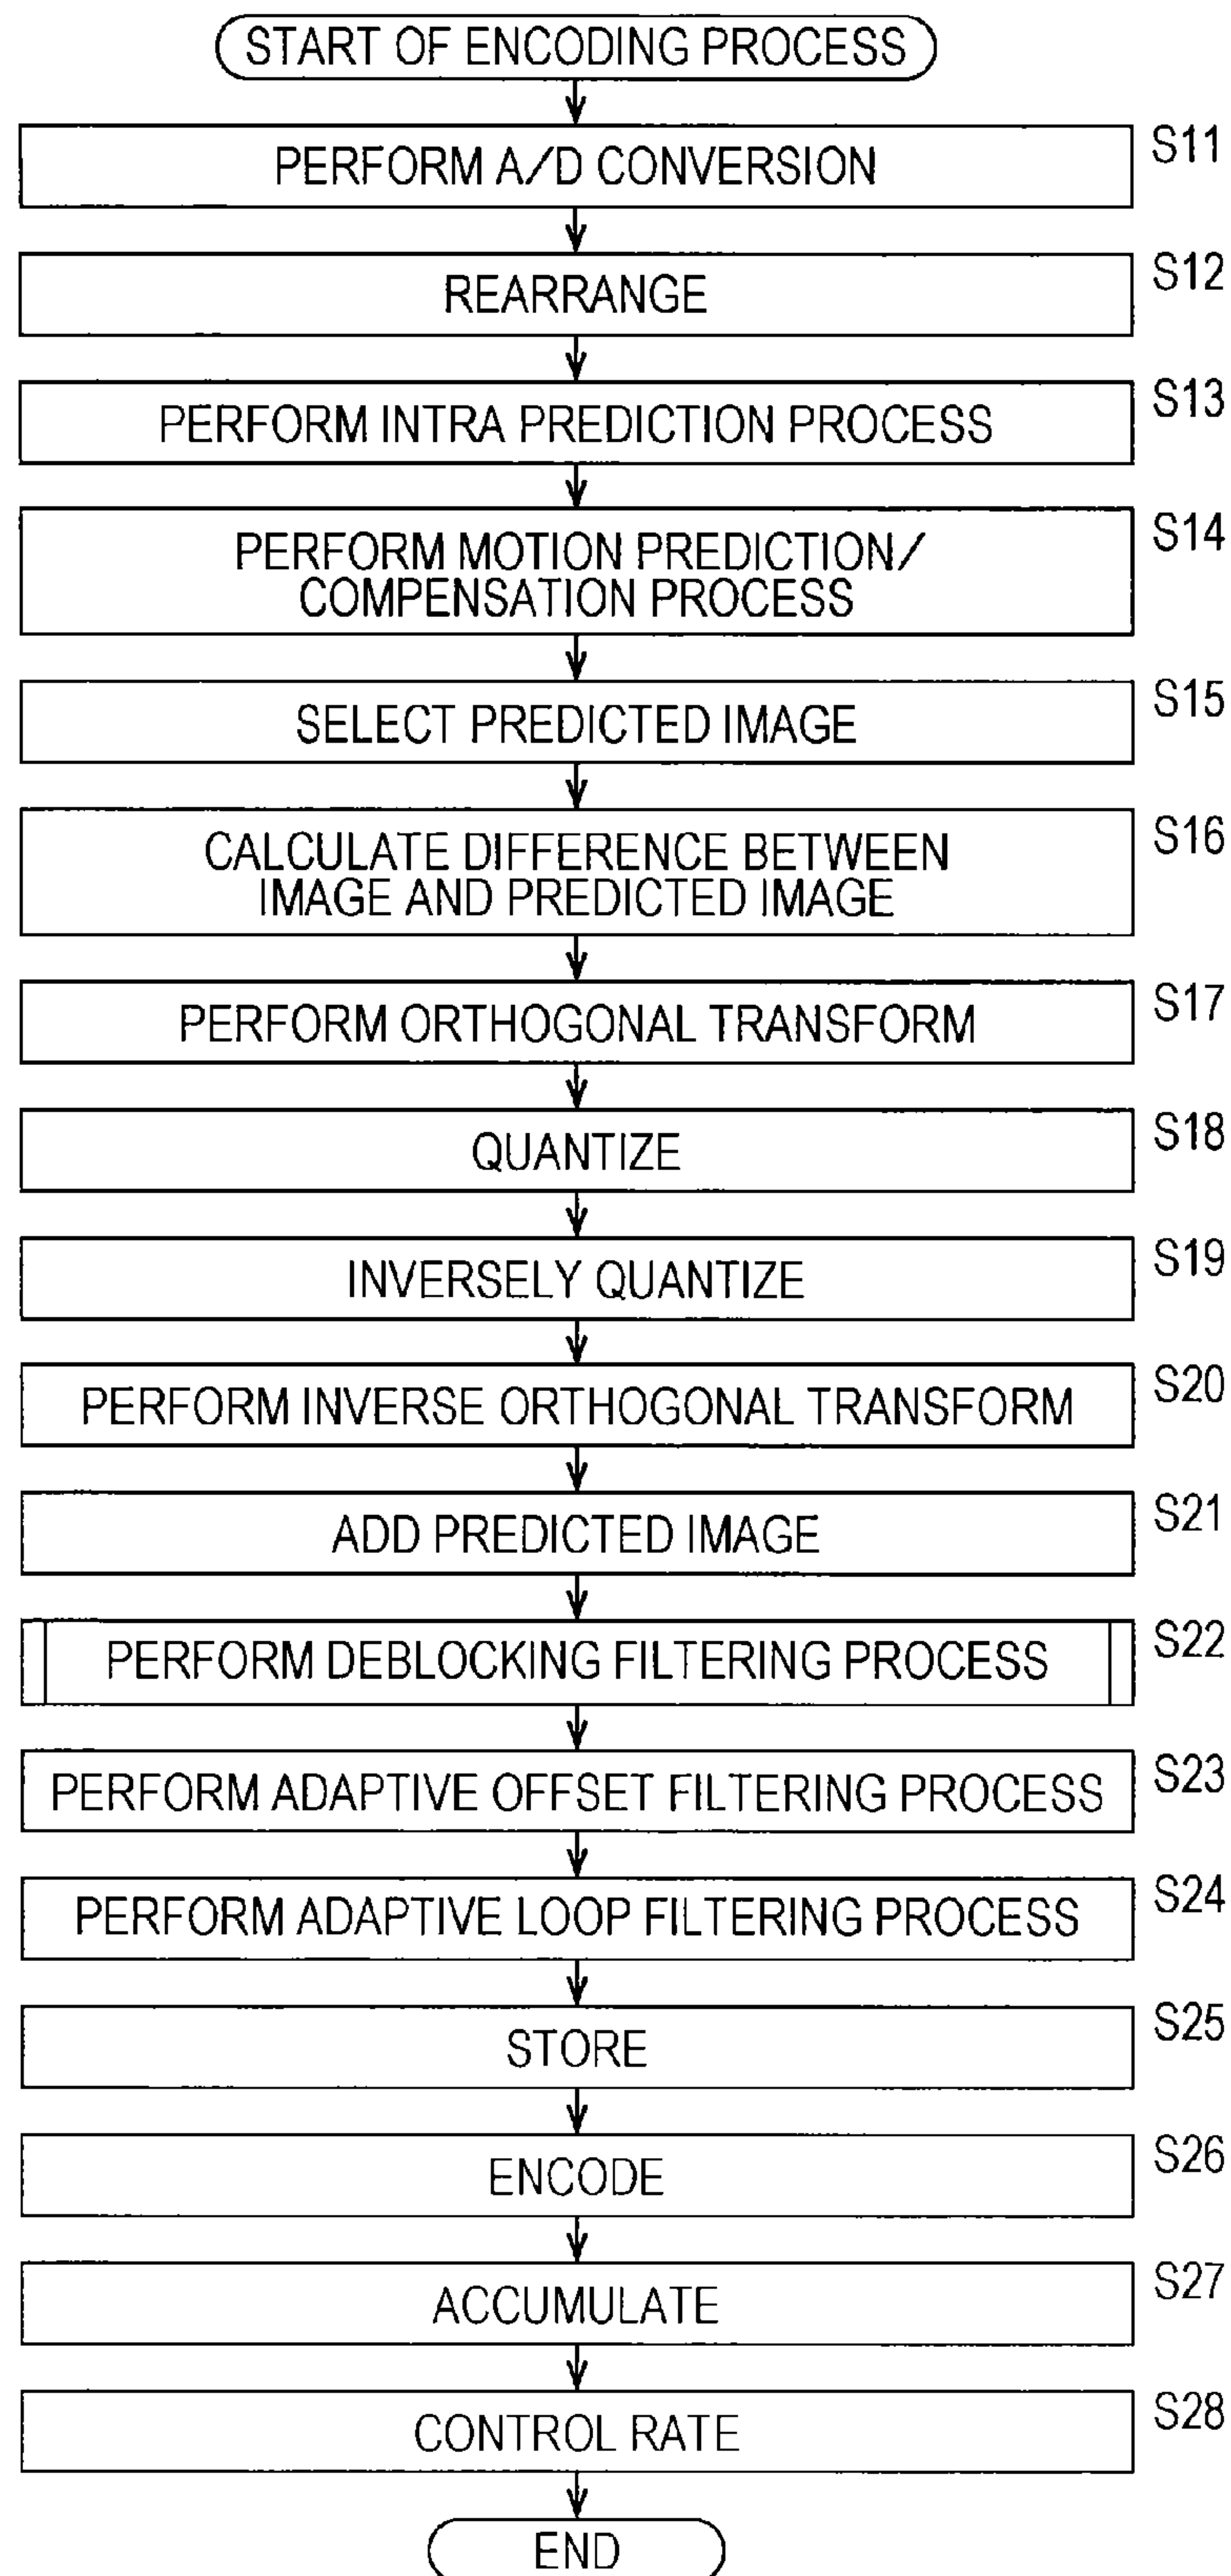 START OF ENCODING PROCESS
PERFORM A/D CONVERSION
S11
REARRANGE
S12
PERFORM INTRA PREDICTION PROCESS
S13
PERFORM MOTION PREDICTION/
COMPENSATION PROCESS
S14
SELECT PREDICTED IMAGE
S15
CALCULATE DIFFERENCE BETWEEN
IMAGE AND PREDICTED IMAGE
S16
PERFORM ORTHOGONAL TRANSFORM
S17
QUANTIZE
S18
INVERSELY QUANTIZE
S19
PERFORM INVERSE ORTHOGONAL TRANSFORM
S20
ADD PREDICTED IMAGE
S21
PERFORM DEBLOCKING FILTERING PROCESS
S22
PERFORM ADAPTIVE OFFSET FILTERING PROCESS
S23
PERFORM ADAPTIVE LOOP FILTERING PROCESS
S24
STORE
S25
ENCODE
S26
ACCUMULATE
S27
CONTROL RATE
S28
END